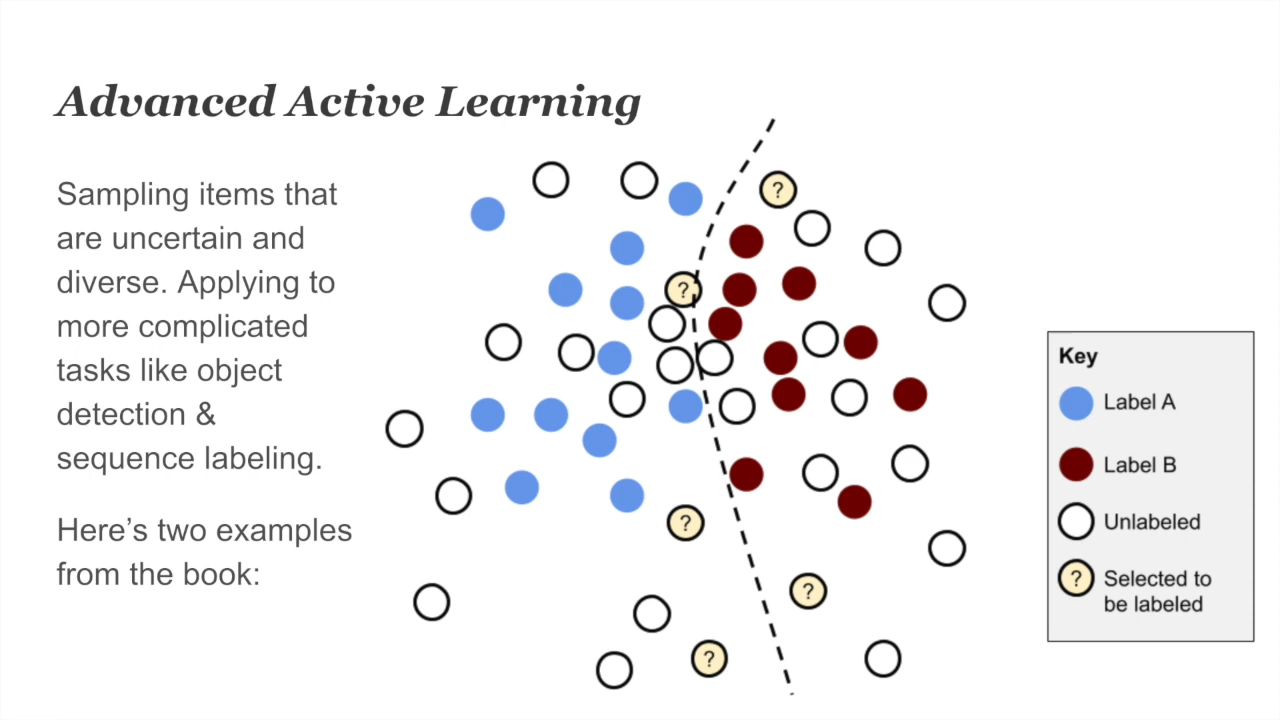 Advanced Active Learning
Sampling items that
are uncertain and
diverse. Applying to
more complicated
tasks like object
detection &
sequence labeling.
Here's two examples
from the book:
?
?
?
?
?
Key
Label A
Label B
Unlabeled
?
Selected to
be labeled